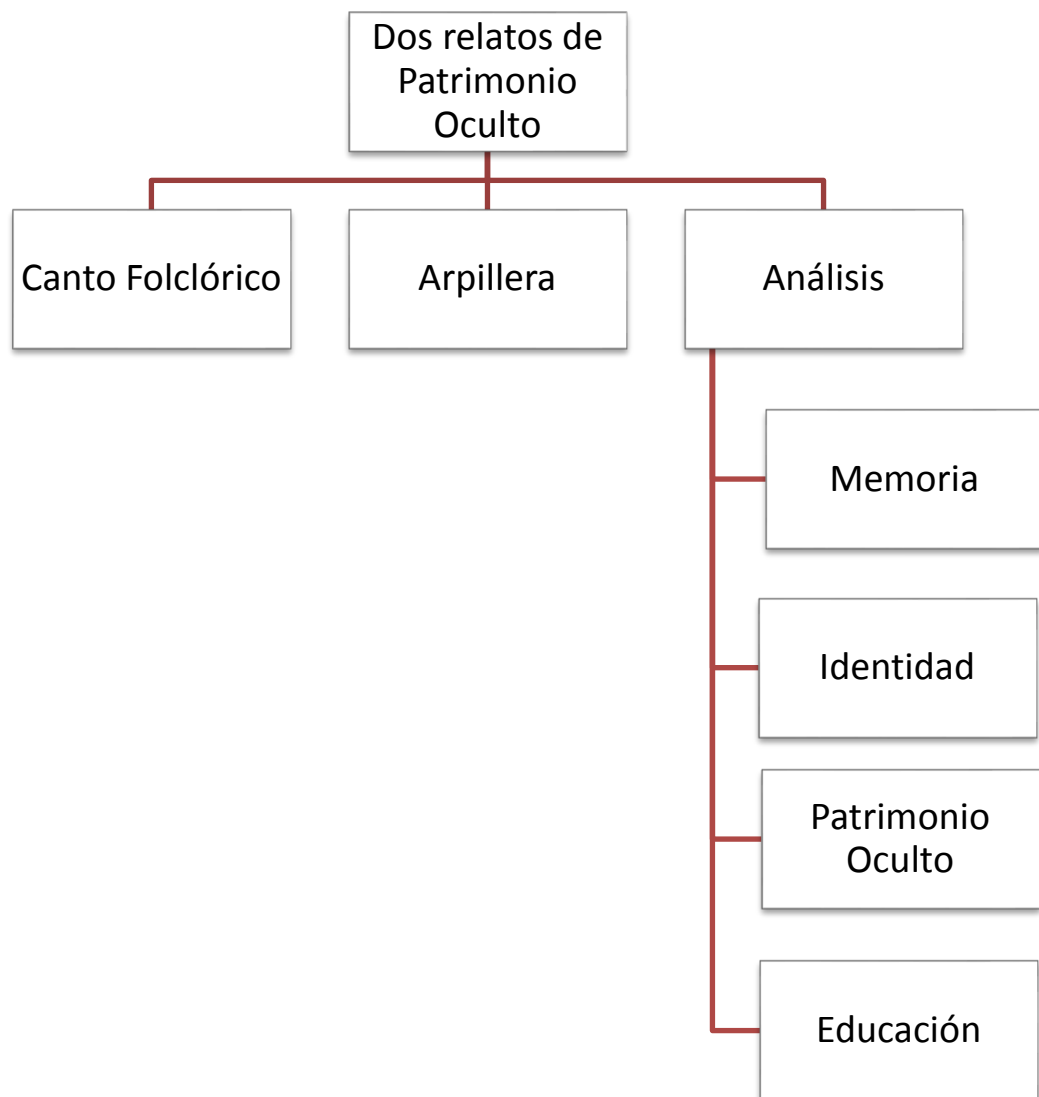 Dos relatos de
Patrimonio
Oculto
Canto Folclórico
Arpillera
Análisis
Memoria
Identidad
Patrimonio
Oculto
Educación